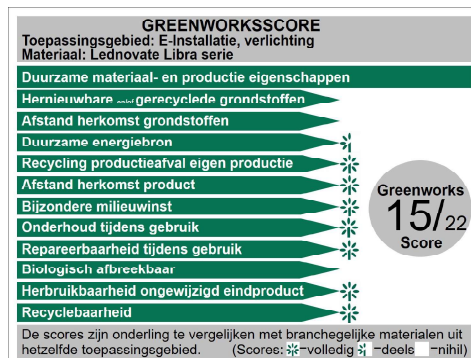 GREENWORKSSCORE
Toepassingsgebied: E-Installatie, verlichting
Materiaal: Lednovate Libra serie
Duurzame materiaal- en productie eigenschappen
Hernieuwbare en/of gerecyclede grondstoffen
Afstand herkomst grondstoffen
Duurzame energiebron
Recycling productieafval eigen productie
Afstand herkomst product
Bijzondere milieuwinst
Onderhoud tijdens gebruik
Repareerbaarheid tijdens gebruik
Biologisch afbreekbaar
Herbruikbaarheid ongewijzigd eindproduct
Recyclebaarheid
Greenworks
15/22
Score
De scores zijn onderling te vergelijken met branchegelijke materialen uit
hetzelfde toepassingsgebied. (Scores: =volledig =deels =nihil)